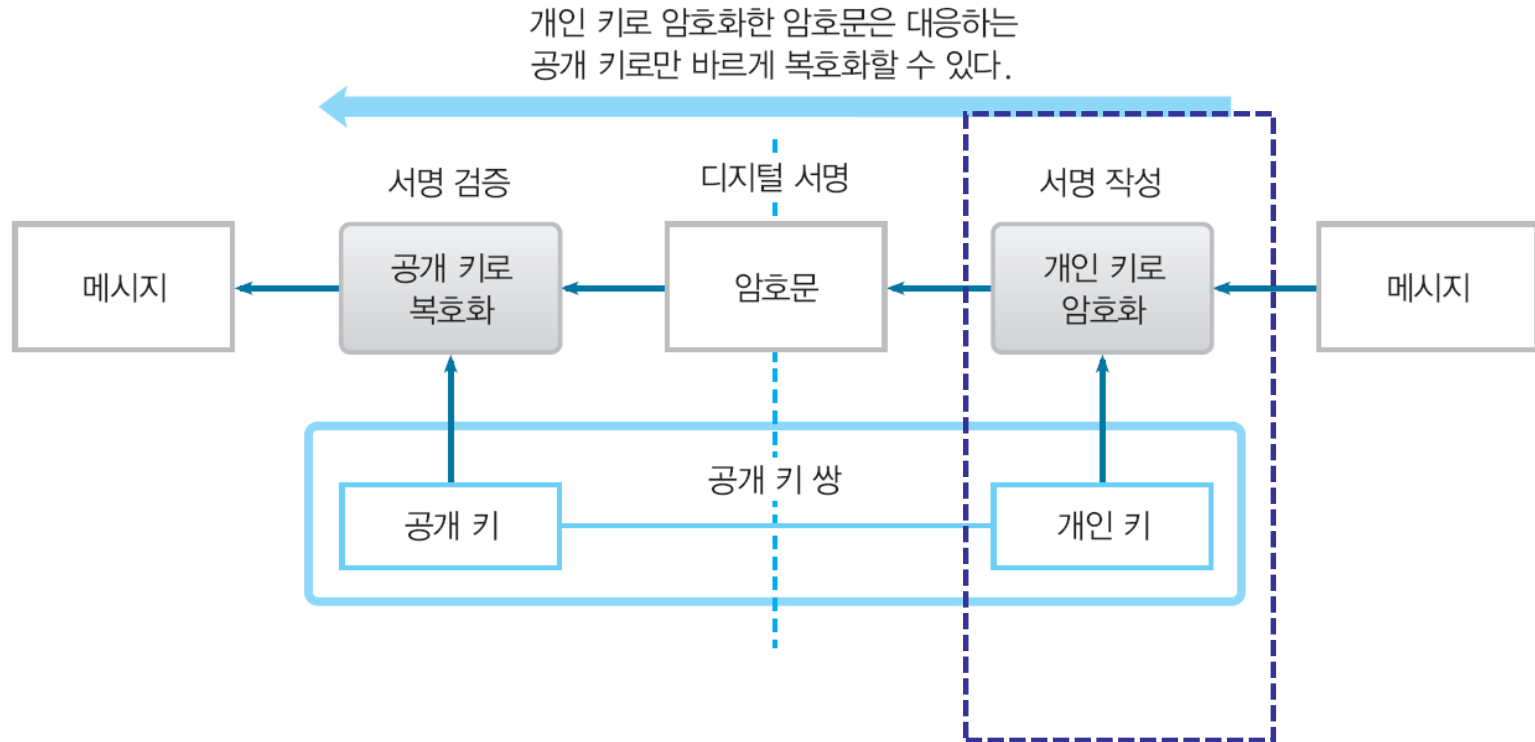 개인 키로 암호화한 암호문은 대응하는
공개 키로만 바르게 복호화할 수 있다.
서명 검증
디지털 서명
서명 작성
메시지
공개 키로
복호화
암호문
개인 키로
암호화
메시지
공개 키 쌍
공개 키
개인 키